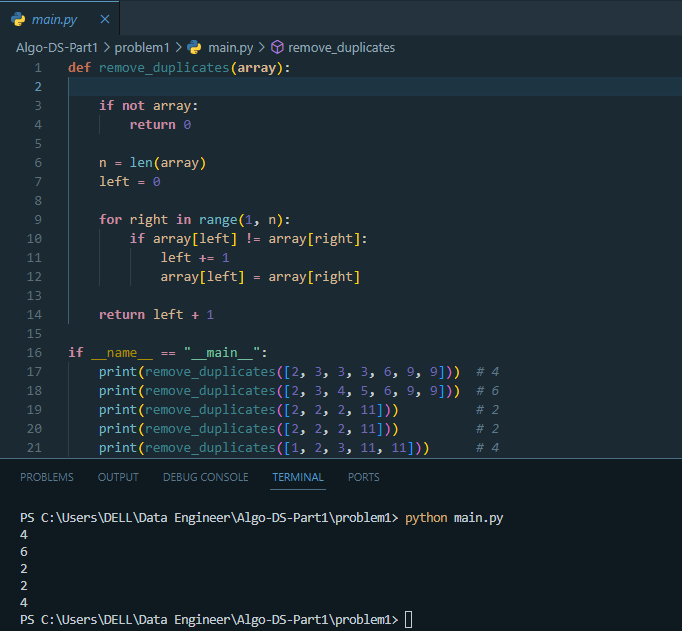 main.py ×
Algo-DS-Part1 > problem1 > main.py > remove_duplicates
1 def remove_duplicates(array):
2
3     if not array:
4         return 0
5
6     n = len(array)
7     left = 0
8
9     for right in range(1, n):
10         if array[left] != array[right]:
11             left += 1
12             array[left] = array[right]
13
14     return left + 1
15
16 if __name__ == "__main__":
17     print(remove_duplicates([2, 3, 3, 3, 6, 9, 9]))  # 4
18     print(remove_duplicates([2, 3, 4, 5, 6, 9, 9]))  # 6
19     print(remove_duplicates([2, 2, 2, 11]))          # 2
20     print(remove_duplicates([2, 2, 2, 11]))          # 2
21     print(remove_duplicates([1, 2, 3, 11, 11]))      # 4
PROBLEMS OUTPUT DEBUG CONSOLE TERMINAL PORTS
PS C:\Users\DELL\Data Engineer\Algo-DS-Part1\problem1> python main.py
4
6
2
2
4
PS C:\Users\DELL\Data Engineer\Algo-DS-Part1\problem1>